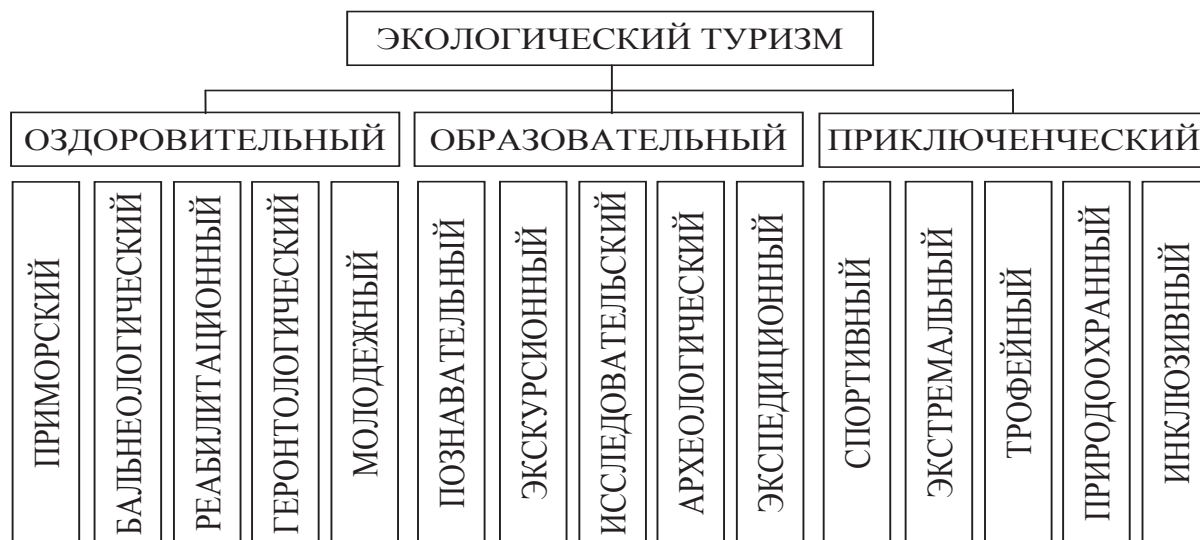 ЭКОЛОГИЧЕСКИЙ ТУРИЗМ
ОЗДОРОВИТЕЛЬНЫЙ
ОБРАЗОВАТЕЛЬНЫЙ
ПРИКЛЮЧЕНЧЕСКИЙ
ПРИМОРСКИЙ
БАЛЬНЕОЛОГИЧЕСКИЙ
РЕАБИЛИТАЦИОННЫЙ
ГЕРОНТОЛОГИЧЕСКИЙ
МОЛОДЕЖНЫЙ
ПОЗНАВАТЕЛЬНЫЙ
ЭКСКУРСИОННЫЙ
ИССЛЕДОВАТЕЛЬСКИЙ
АРХЕОЛОГИЧЕСКИЙ
ЭКСПЕДИЦИОННЫЙ
СПОРТИВНЫЙ
ЭКСТРЕМАЛЬНЫЙ
ТРОФЕЙНЫЙ
ПРИРОДООХРАННЫЙ
ИНКЛЮЗИВНЫЙ